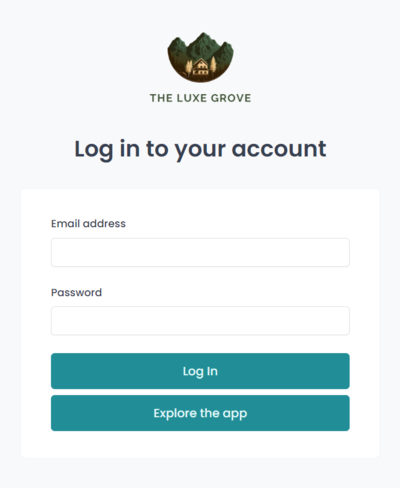 THE LUXE GROVE
Log in to your account
Email address
Password
Log In
Explore the app